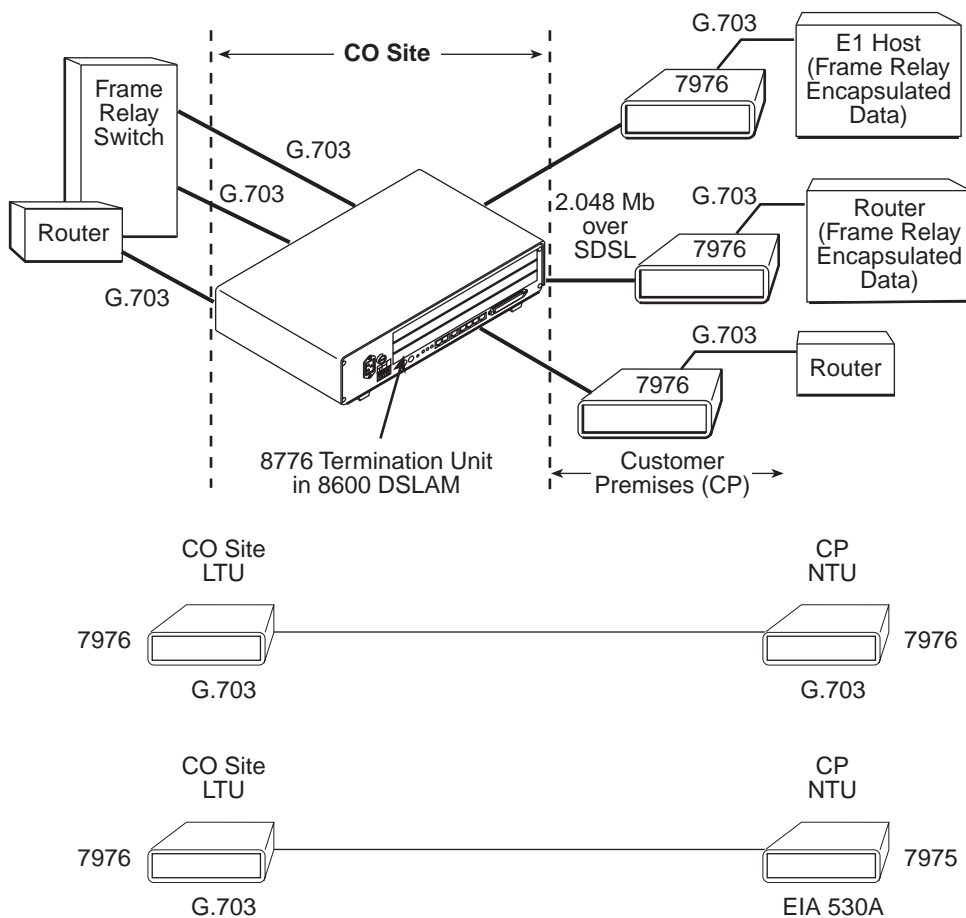 CO Site
Frame
Relay
Switch
Router
G.703
G.703
G.703
G.703
7976
E1 Host
(Frame Relay
Encapsulated
Data)
2.048 Mb
over
SDSL
G.703
7976
Router
(Frame Relay
Encapsulated
Data)
G.703
7976
Router
8776 Termination Unit
in 8600 DSLAM
Customer
Premises (CP)
CO Site
LTU
7976
G.703
CP
NTU
7976
G.703
CO Site
LTU
7976
G.703
CP
NTU
7975
EIA 530A